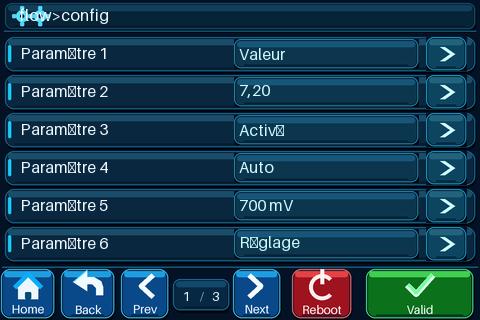 flow>config
Param□tre 1
Valeur
Param□tre 2
7,20
Param□tre 3
Activ□
Param□tre 4
Auto
Param□tre 5
700 mV
Param□tre 6
R□glage
Home
Back
Prev
1 / 3
Next
Reboot
Valid